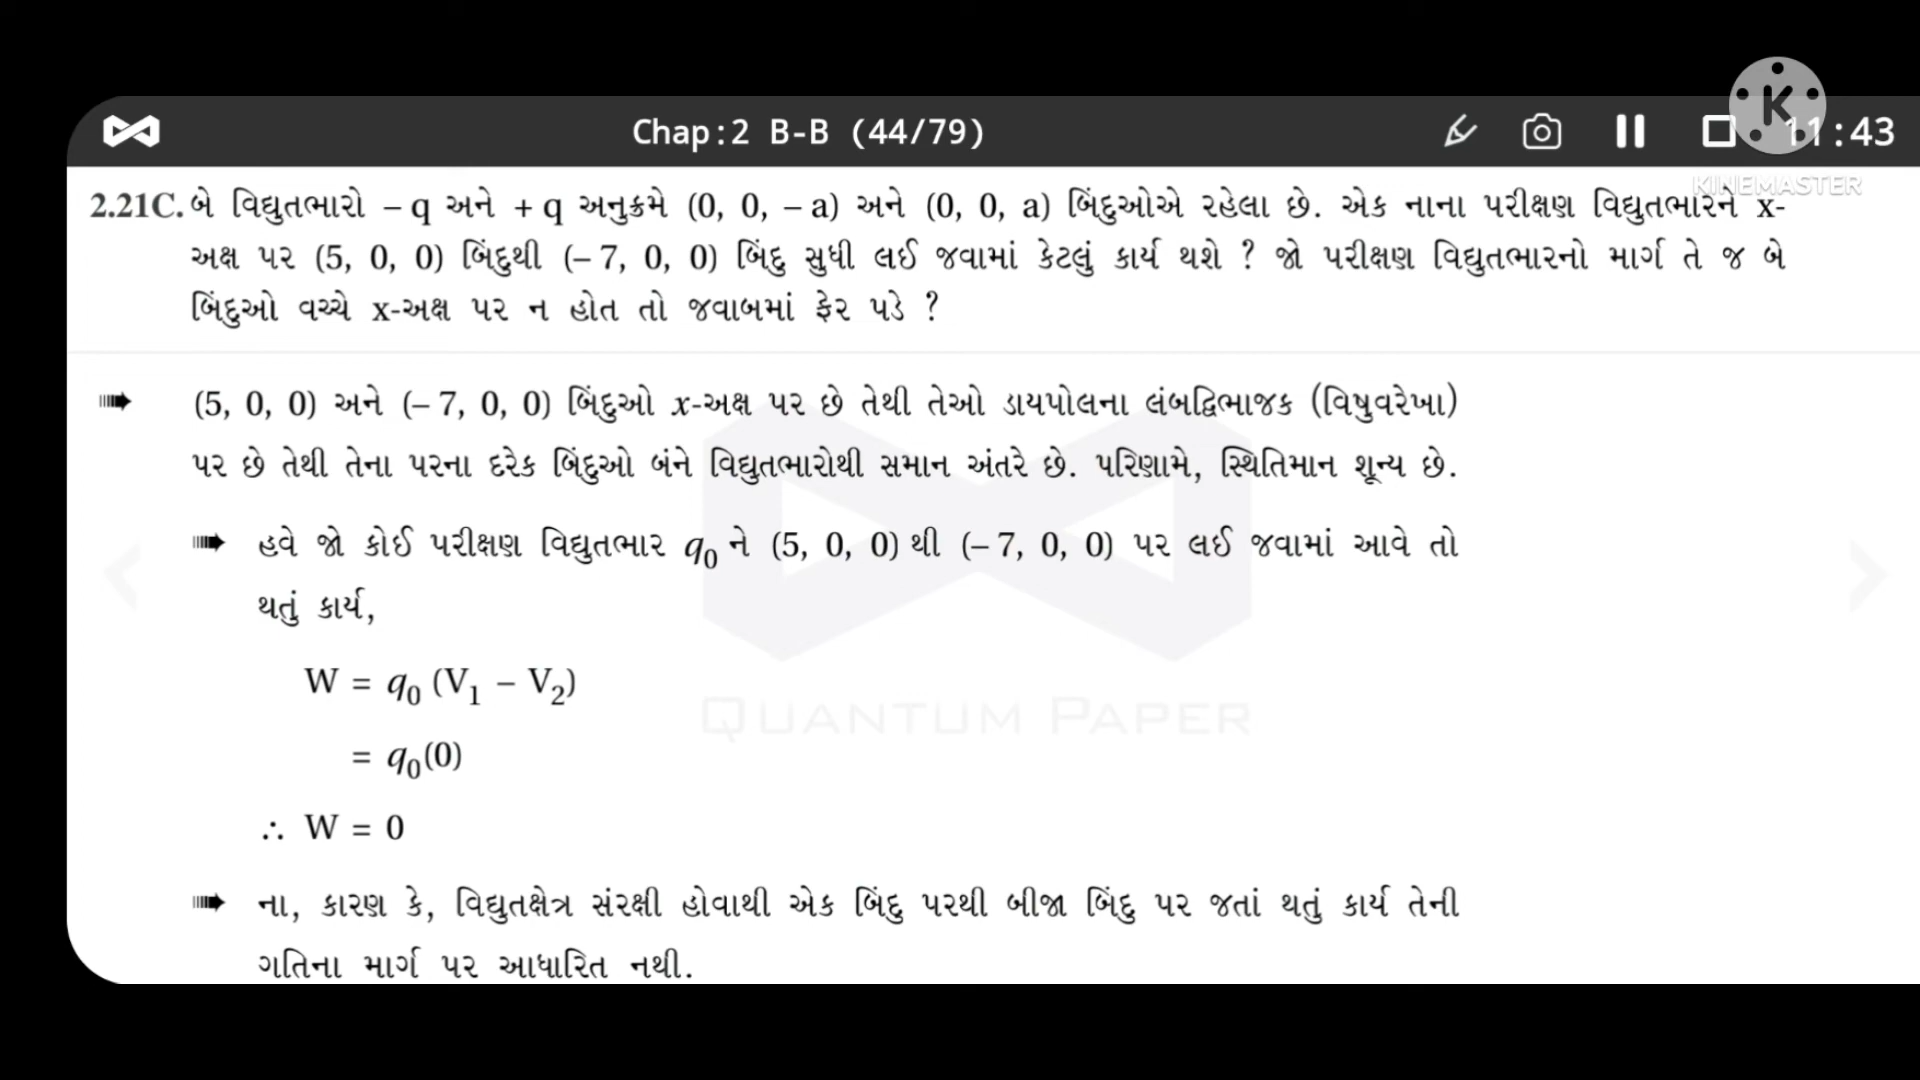 Chap:2 B-B (44/79)
11:43
KINEMASTER
2.21C. બે વિદ્યુતભારો – q અને + q અનુક્રમે (0, 0, – a) અને (0, 0, a) બિંદુઓએ રહેલા છે. એક નાના પરીક્ષણ વિદ્યુતભારને x-
અક્ષ પર (5, 0, 0) બિંદુથી (– 7, 0, 0) બિંદુ સુધી લઈ જવામાં કેટલું કાર્ય થશે ? જો પરીક્ષણ વિદ્યુતભારનો માર્ગ તે જ બે
બિંદુઓ વચ્ચે x-અક્ષ પર ન હોત તો જવાબમાં ફેર પડે ?
➠ (5, 0, 0) અને (– 7, 0, 0) બિંદુઓ x-અક્ષ પર છે તેથી તેઓ ડાયપોલના લંબદ્વિભાજક (વિષુવરેખા)
પર છે તેથી તેના પરના દરેક બિંદુઓ બંને વિદ્યુતભારોથી સમાન અંતરે છે. પરિણામે, સ્થિતિમાન શૂન્ય છે.
➠ હવે જો કોઈ પરીક્ષણ વિદ્યુતભાર q₀ ને (5, 0, 0) થી (– 7, 0, 0) પર લઈ જવામાં આવે તો
થતું કાર્ય,
W = q₀ (V₁ – V₂)
QUANTUM PAPER
= q₀(0)
∴ W = 0
➠ ના, કારણ કે, વિદ્યુતક્ષેત્ર સંરક્ષી હોવાથી એક બિંદુ પરથી બીજા બિંદુ પર જતાં થતું કાર્ય તેની
ગતિના માર્ગ પર આધારિત નથી.